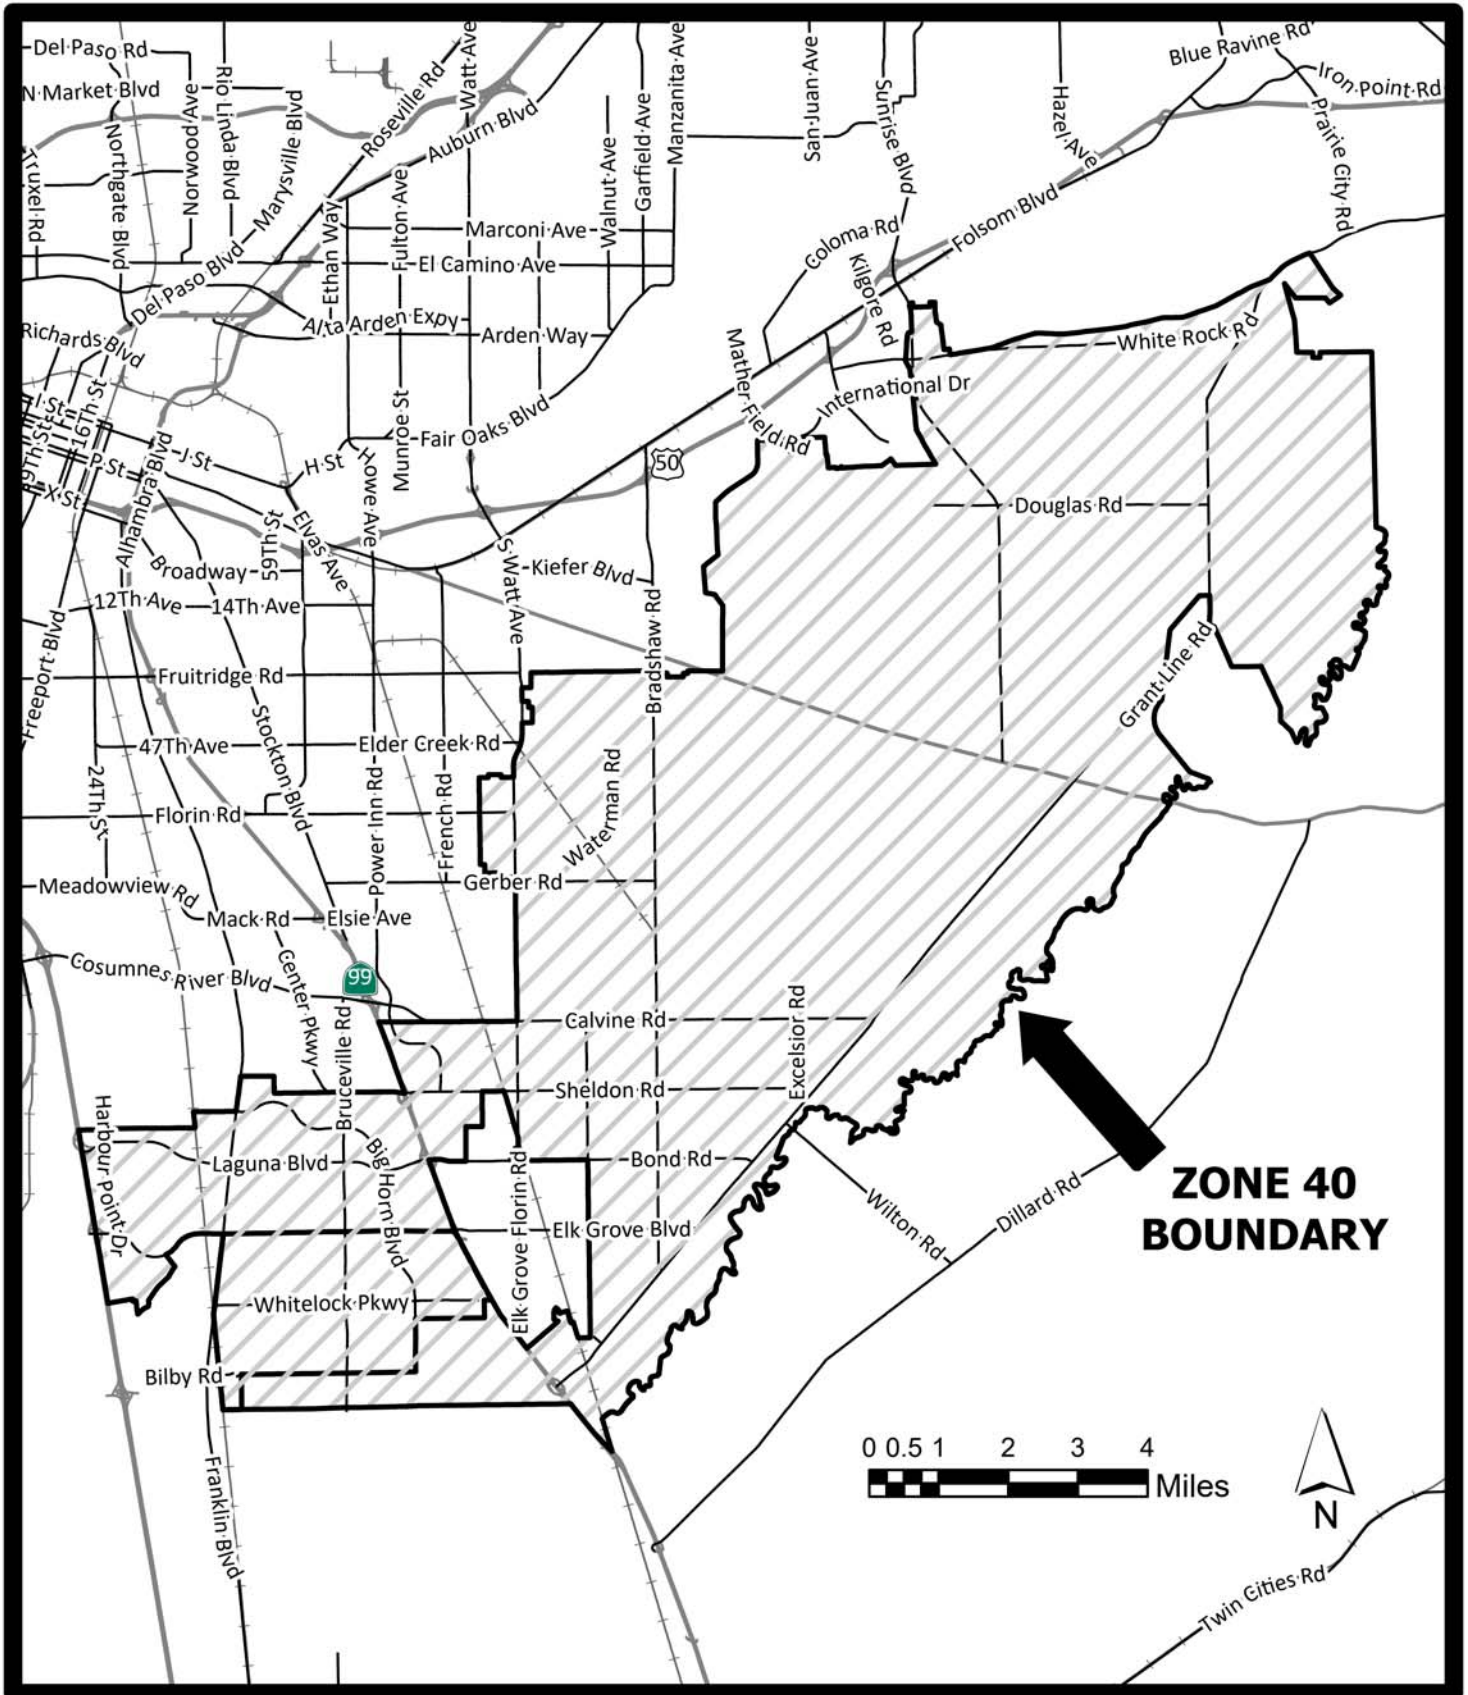 Del Paso Rd
N Market Blvd
Truxel Rd
Northgate Blvd
Norwood Ave
Rio Linda Blvd
Marysville Blvd
Roseville Rd
Watt Ave
Auburn Blvd
Walnut Ave
Garfield Ave
Manzanita Ave
San Juan Ave
Sunrise Blvd
Hazel Ave
Blue Ravine Rd
Iron Point Rd
Prairie City Rd
Folsom Blvd
Coloma Rd
Kilgore Rd
Ethan Way
Fulton Ave
Marconi Ave
El Camino Ave
Del Paso Blvd
Alta Arden Expy
Arden Way
Richards Blvd
I St
16Th St
9Th St
P St
X St
J St
H St
Alhambra Blvd
Howe Ave
Munroe St
Fair Oaks Blvd
50
Mather Field Rd
International Dr
White Rock Rd
Douglas Rd
Elvas Ave
56Th St
Broadway
S Watt Ave
Kiefer Blvd
12Th Ave
14Th Ave
Freeport Blvd
Bradshaw Rd
Grant Line Rd
Fruitridge Rd
Stockton Blvd
47Th Ave
Elder Creek Rd
24Th St
Florin Rd
Power Inn Rd
French Rd
Waterman Rd
Meadowview Rd
Gerber Rd
Mack Rd
Elsie Ave
Cosumnes River Blvd
Center Pkwy
99
Bruceville Rd
Calvine Rd
Excelsior Rd
Sheldon Rd
Harbour Point Dr
Laguna Blvd
Big Horn Blvd
Elk Grove Florin Rd
Bond Rd
Elk Grove Blvd
Wilton Rd
Dillard Rd
ZONE 40
BOUNDARY
Whitelock Pkwy
Bilby Rd
Franklin Blvd
0 0.5 1 2 3 4
Miles
N
Twin Cities Rd